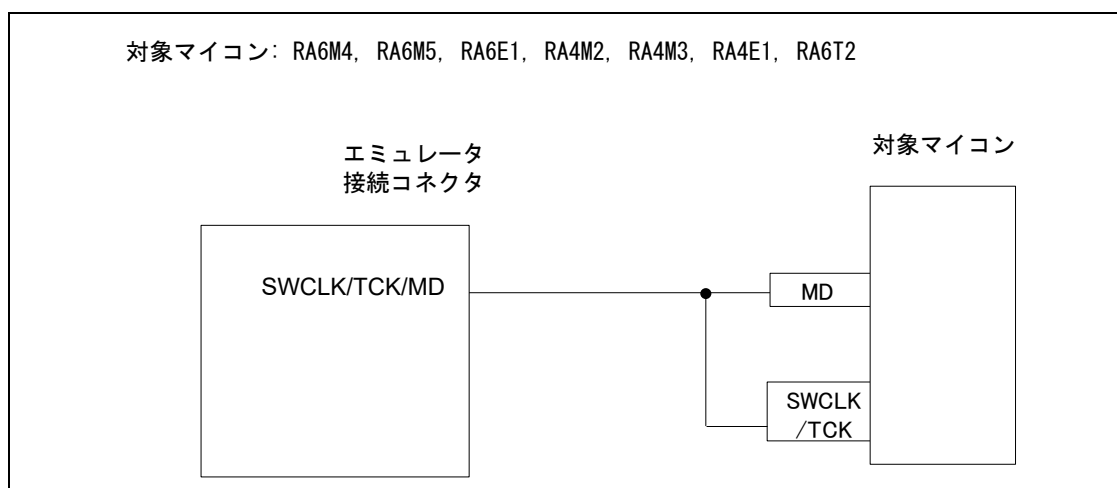 対象マイコン: RA6M4, RA6M5, RA6E1, RA4M2, RA4M3, RA4E1, RA6T2
エミュレータ
接続コネクタ
対象マイコン
SWCLK/TCK/MD
MD
SWCLK
/TCK